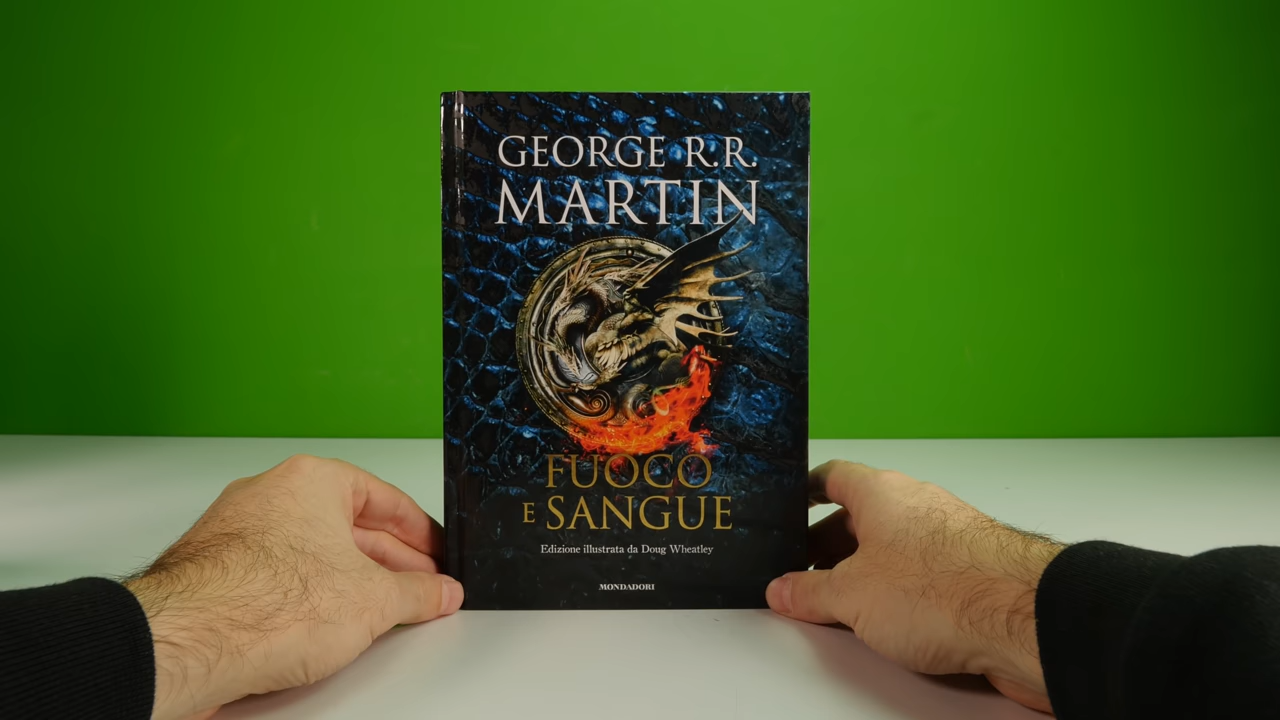 GEORGE R.R.
MARTIN
FUOCO
E SANGUE
Edizione illustrata da Doug Wheatley
MONDADORI